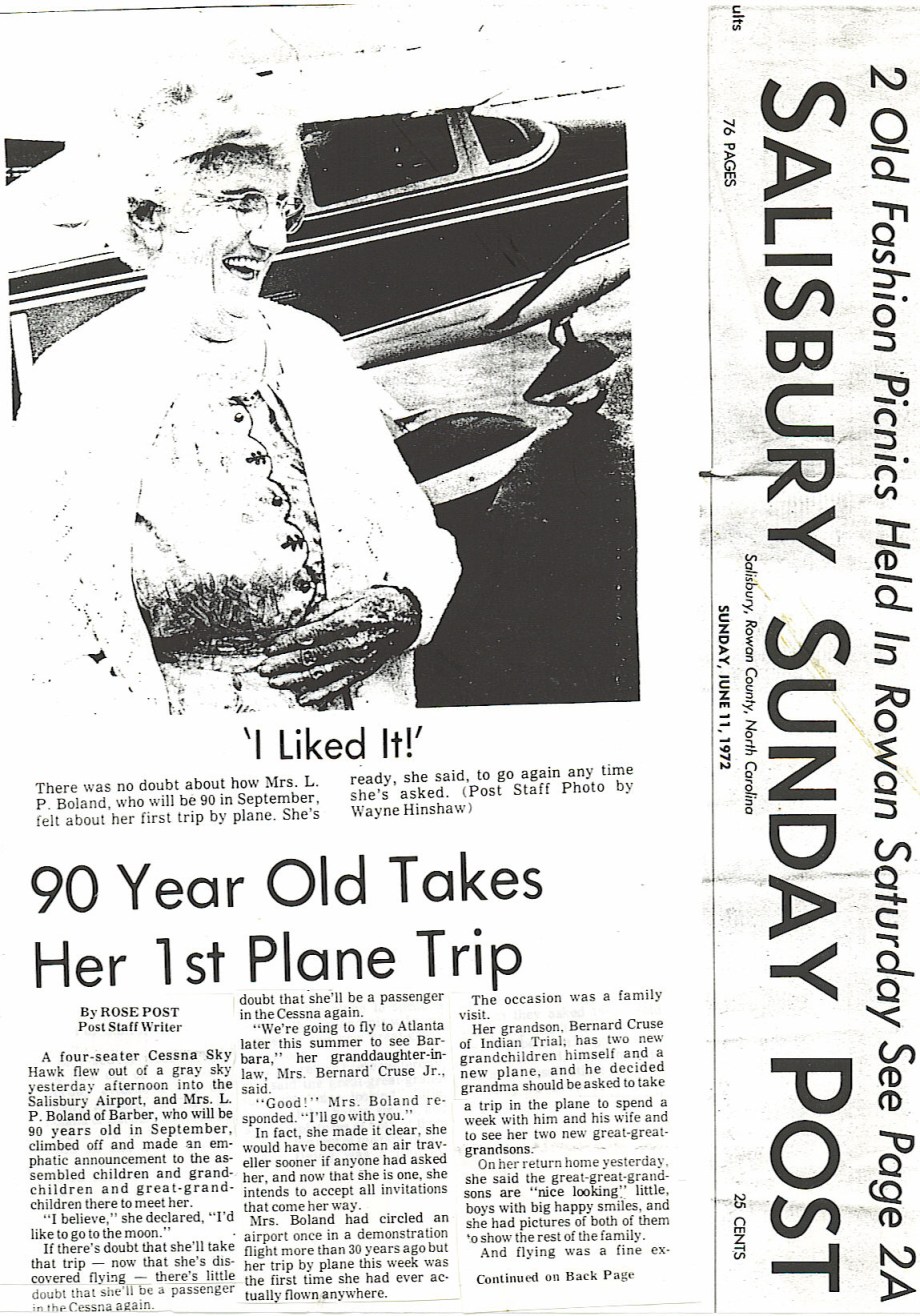 2 Old Fashion Picnics Held In Rowan Saturday See Page 2A
ults
SALISBURY SUNDAY POST
Salisbury, Rowan County, North Carolina
76 PAGES
SUNDAY, JUNE 11, 1972
25 CENTS
'I Liked It!'
There was no doubt about how Mrs. L.
P. Boland, who will be 90 in September,
felt about her first trip by plane. She's
ready, she said, to go again any time
she's asked. (Post Staff Photo by
Wayne Hinshaw)
90 Year Old Takes
Her 1st Plane Trip
By ROSE POST
Post Staff Writer
A four-seater Cessna Sky
Hawk flew out of a gray sky
yesterday afternoon into the
Salisbury Airport, and Mrs. L.
P. Boland of Barber, who will be
90 years old in September,
climbed off and made an em-
phatic announcement to the as-
sembled children and grand-
children and great-grand-
children there to meet her.
"I believe," she declared, "I'd
like to go to the moon."
If there's doubt that she'll take
that trip — now that she's dis-
covered flying — there's little
doubt that she'll be a passenger
in the Cessna again.
doubt that she'll be a passenger
in the Cessna again.
"We're going to fly to Atlanta
later this summer to see Bar-
bara," her granddaughter-in-
law, Mrs. Bernard Cruse Jr.,
said.
"Good!" Mrs. Boland re-
sponded. "I'll go with you."
In fact, she made it clear, she
would have become an air trav-
eller sooner if anyone had asked
her, and now that she is one, she
intends to accept all invitations
that come her way.
Mrs. Boland had circled an
airport once in a demonstration
flight more than 30 years ago but
her trip by plane this week was
the first time she had ever ac-
tually flown anywhere.
The occasion was a family
visit.
Her grandson, Bernard Cruse
of Indian Trial; has two new
grandchildren himself and a
new plane, and he decided
grandma should be asked to take
a trip in the plane to spend a
week with him and his wife and
to see her two new great-great-
grandsons.
On her return home yesterday,
she said the great-great-grand-
sons are "nice looking" little,
boys with big happy smiles, and
she had pictures of both of them
to show the rest of the family.
And flying was a fine ex-
Continued on Back Page